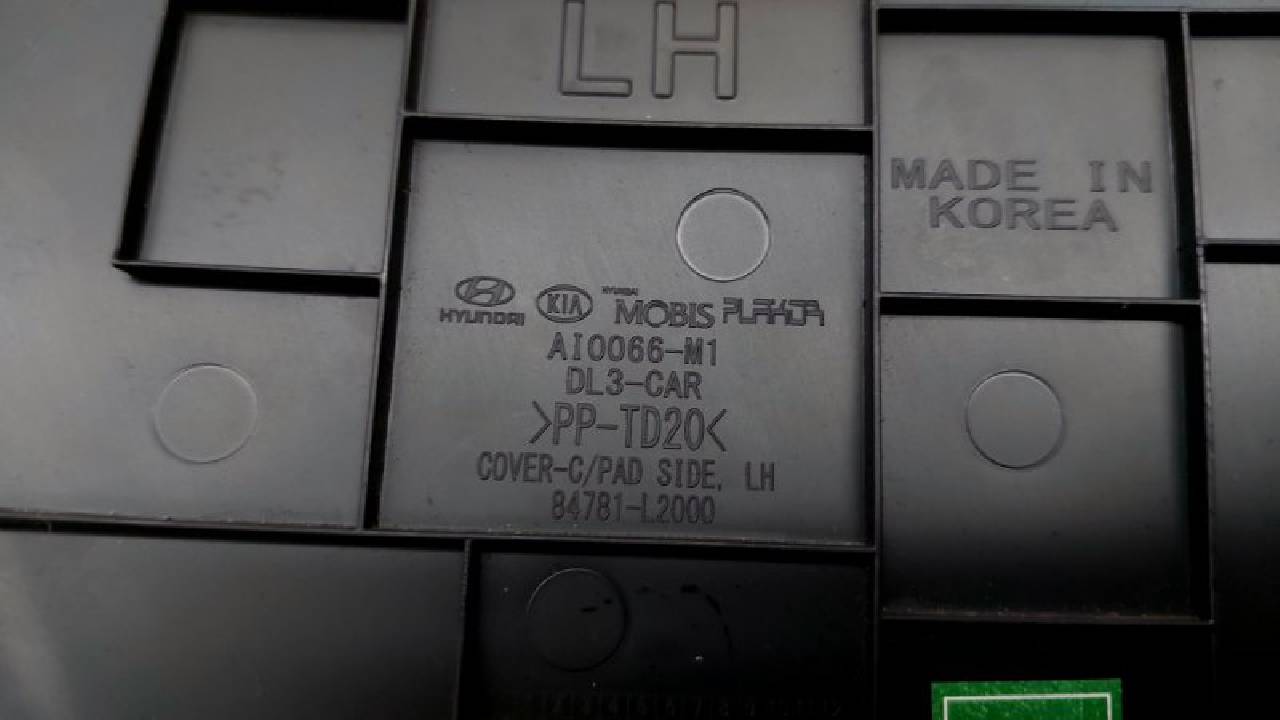 LH
MADE IN
KOREA
HYUNDAI KIA HYUNDAI MOBIS
AI0066-M1
DL3-CAR
>PP-TD20<
COVER-C/PAD SIDE, LH
84781-L2000